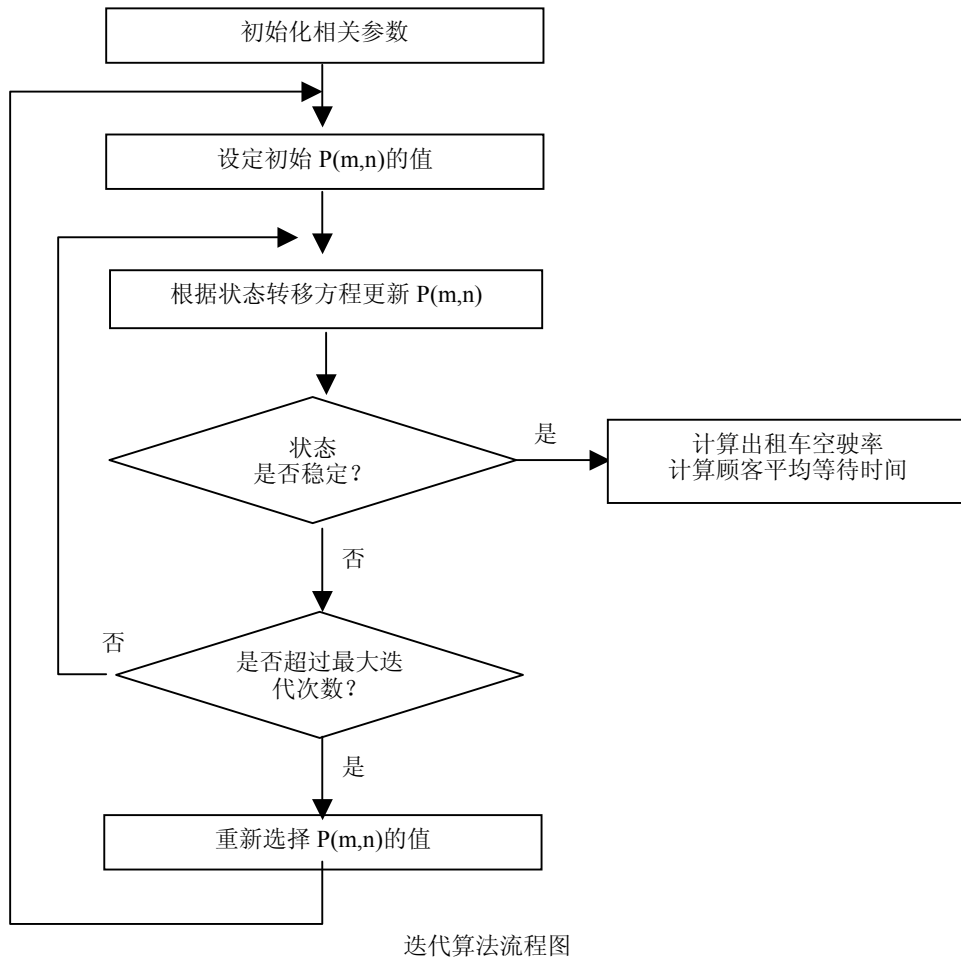 初始化相关参数
设定初始 P(m,n)的值
根据状态转移方程更新 P(m,n)
状态
是否稳定？
是
计算出租车空驶率
计算顾客平均等待时间
否
否
是否超过最大迭
代次数？
是
重新选择 P(m,n)的值
迭代算法流程图